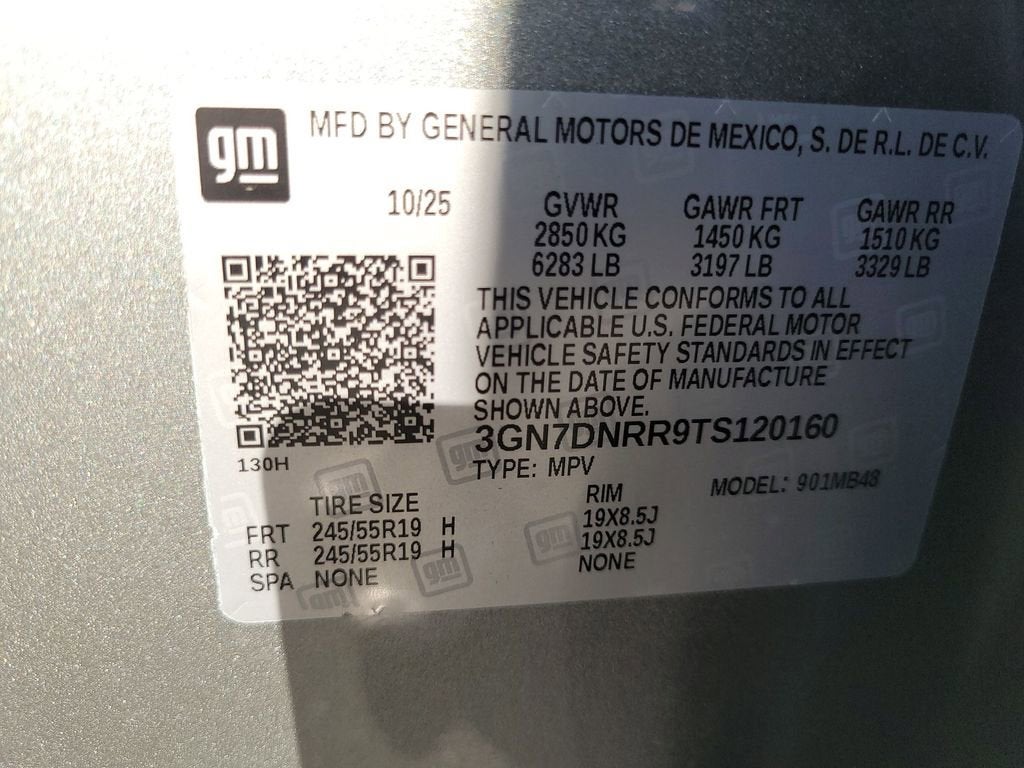 gm
MFD BY GENERAL MOTORS DE MEXICO, S. DE R.L. DE C.V.
10/25
GVWR GAWR FRT GAWR RR
2850 KG 1450 KG 1510 KG
6283 LB 3197 LB 3329 LB
THIS VEHICLE CONFORMS TO ALL
APPLICABLE U.S. FEDERAL MOTOR
VEHICLE SAFETY STANDARDS IN EFFECT
ON THE DATE OF MANUFACTURE
SHOWN ABOVE.
3GN7DNRR9TS120160
130H
TYPE: MPV
MODEL: 901MB48
TIRE SIZE RIM
FRT 245/55R19 H 19X8.5J
RR 245/55R19 H 19X8.5J
SPA NONE NONE